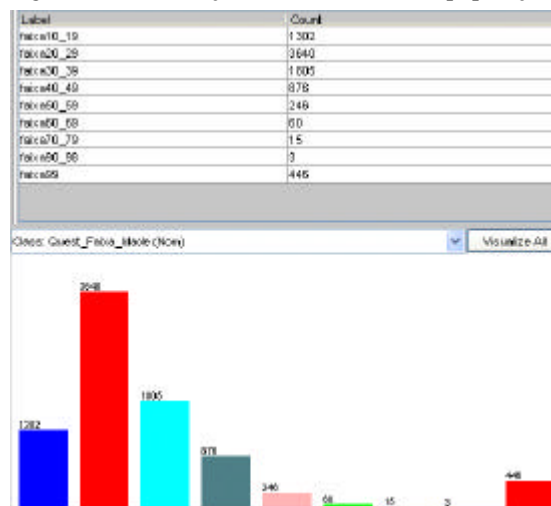 Label Count
faixa10_19 1302
faixa20_29 3640
faixa30_39 1805
faixa40_49 878
faixa50_59 246
faixa60_69 60
faixa70_79 15
faixa80_98 3
faixa99 446
Class: Quest_Faixa_Idade (Nom) Visualize All
3640
1805
1302
878
446
246
60 15 3